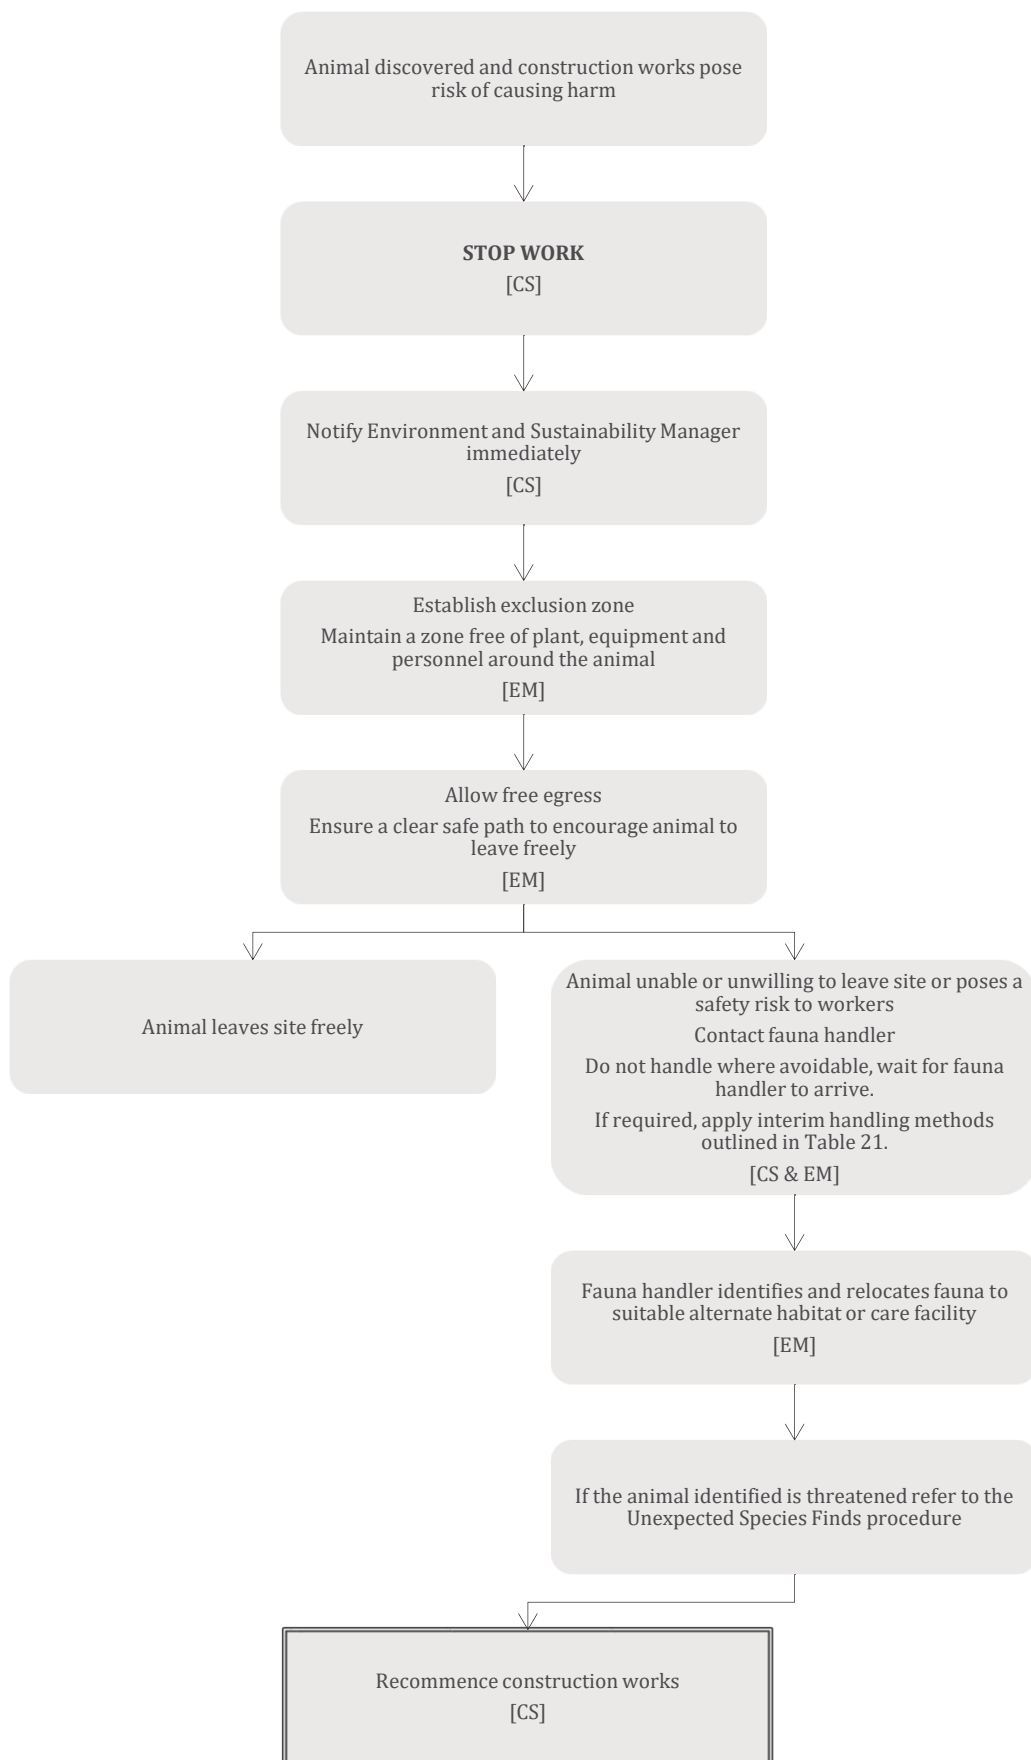 Animal discovered and construction works pose
risk of causing harm
STOP WORK
[CS]
Notify Environment and Sustainability Manager
immediately
[CS]
Establish exclusion zone
Maintain a zone free of plant, equipment and
personnel around the animal
[EM]
Allow free egress
Ensure a clear safe path to encourage animal to
leave freely
[EM]
Animal leaves site freely
Animal unable or unwilling to leave site or poses a
safety risk to workers
Contact fauna handler
Do not handle where avoidable, wait for fauna
handler to arrive.
If required, apply interim handling methods
outlined in Table 21.
[CS & EM]
Fauna handler identifies and relocates fauna to
suitable alternate habitat or care facility
[EM]
If the animal identified is threatened refer to the
Unexpected Species Finds procedure
Recommence construction works
[CS]